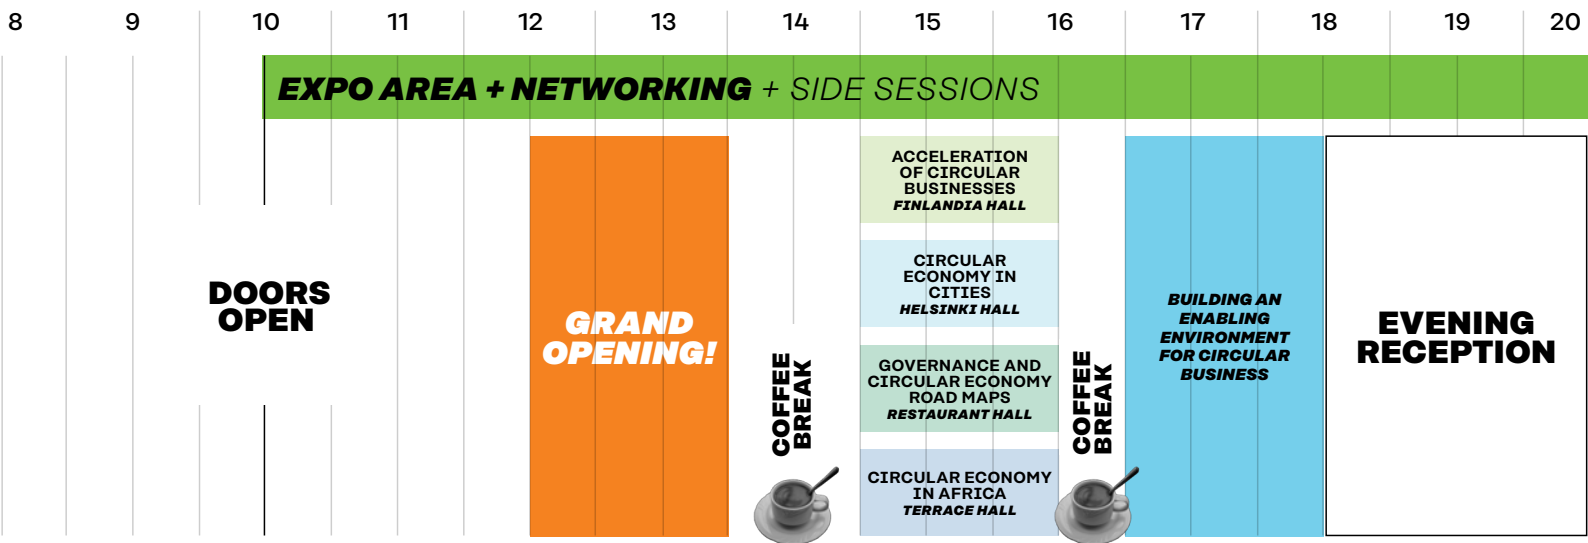 8 9 10 11 12 13 14 15 16 17 18 19 20
EXPO AREA + NETWORKING + SIDE SESSIONS
DOORS
OPEN
GRAND
OPENING!
COFFEE
BREAK
ACCELERATION
OF CIRCULAR
BUSINESSES
FINLANDIA HALL
CIRCULAR
ECONOMY IN
CITIES
HELSINKI HALL
GOVERNANCE AND
CIRCULAR ECONOMY
ROAD MAPS
RESTAURANT HALL
CIRCULAR ECONOMY
IN AFRICA
TERRACE HALL
COFFEE
BREAK
BUILDING AN
ENABLING
ENVIRONMENT
FOR CIRCULAR
BUSINESS
EVENING
RECEPTION